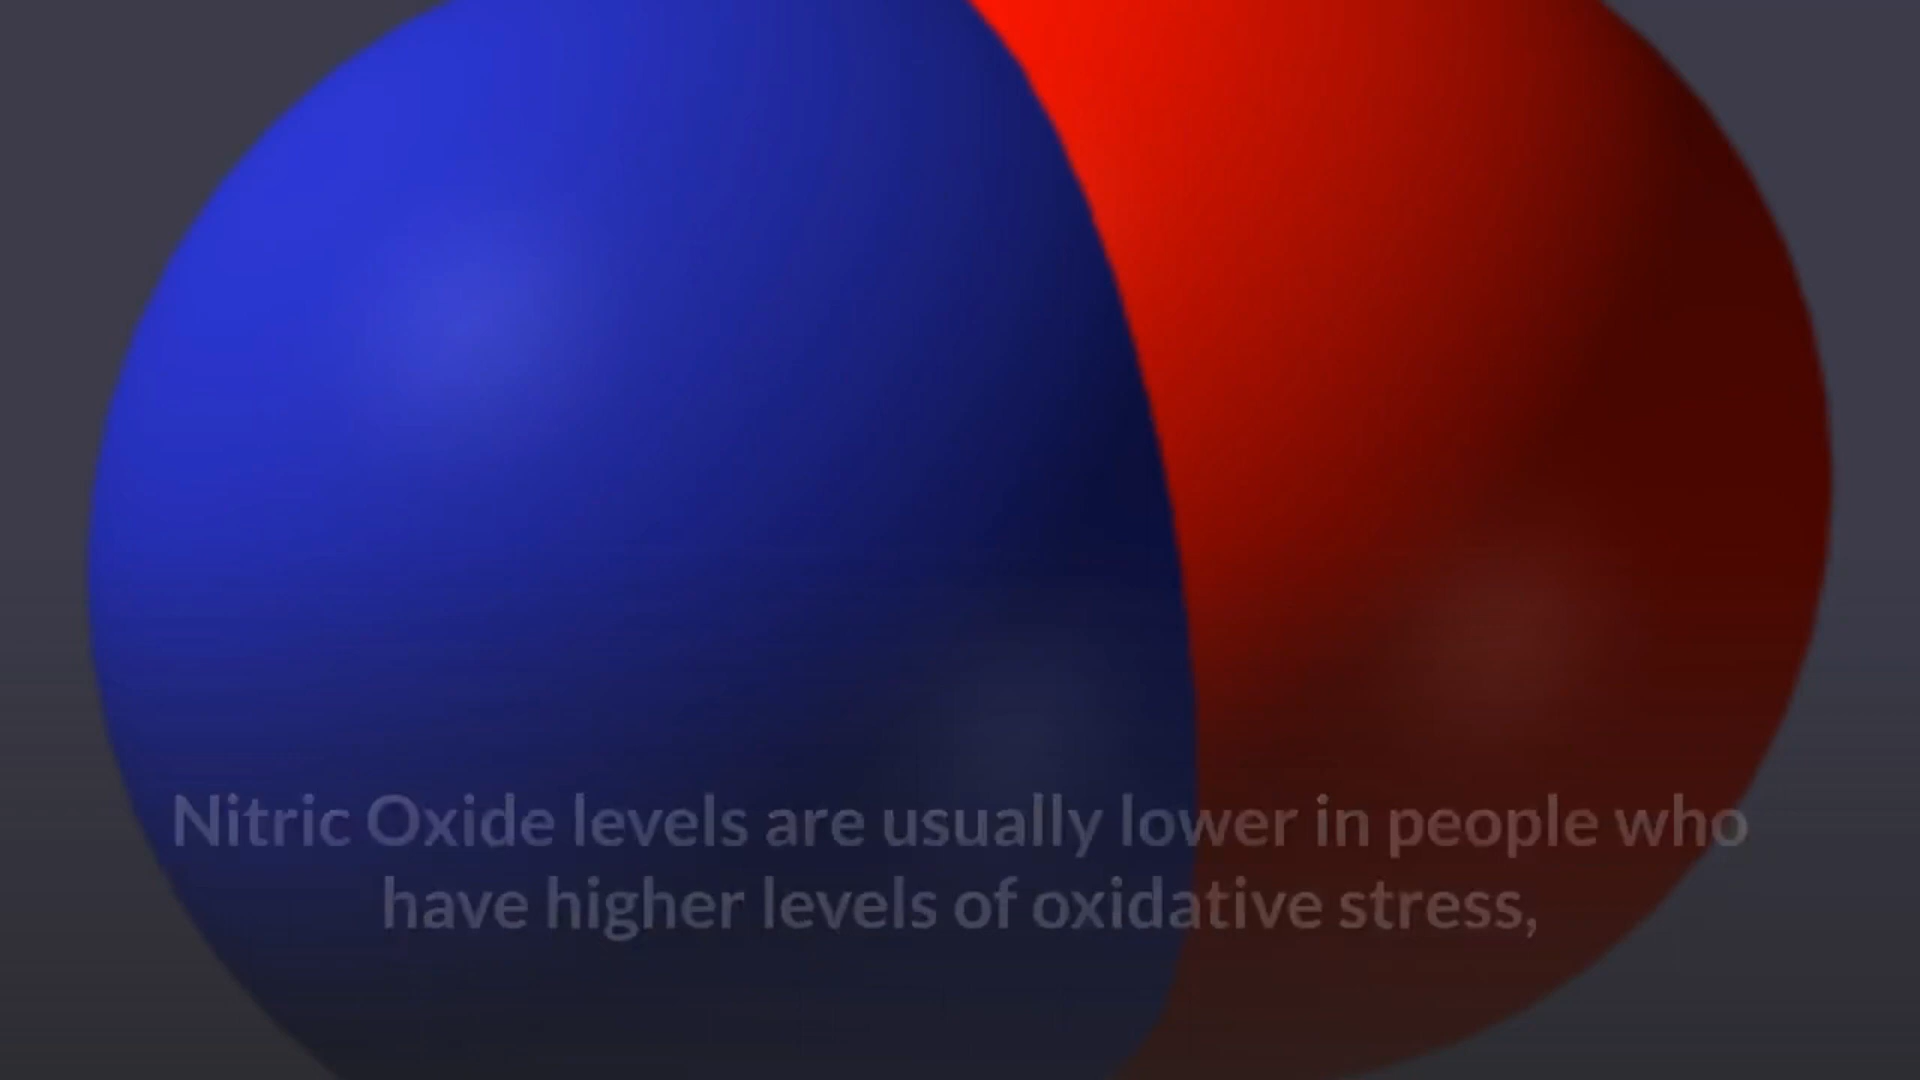 Nitric Oxide levels are usually lower in people who
have higher levels of oxidative stress,